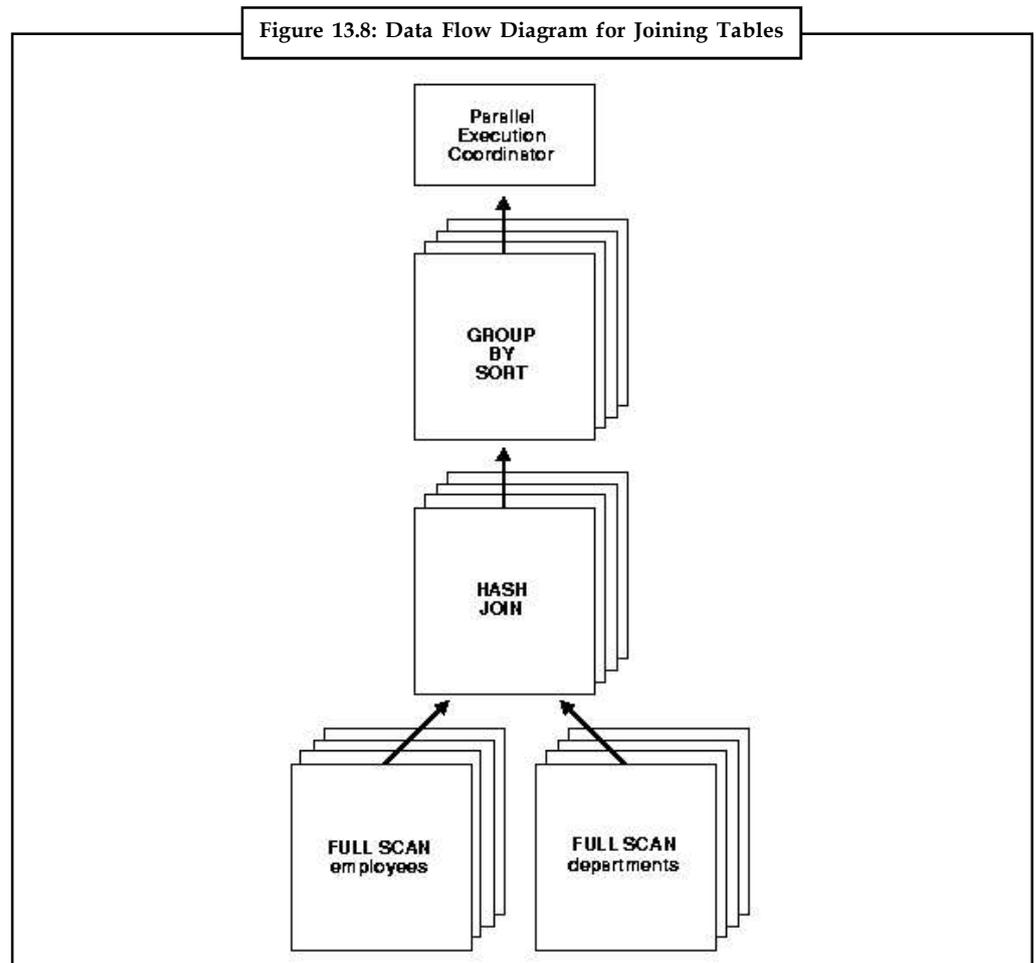 Figure 13.8: Data Flow Diagram for Joining Tables
Parallel
Execution
Coordinator
GROUP
BY
SORT
HASH
JOIN
FULL SCAN
employees
FULL SCAN
departments